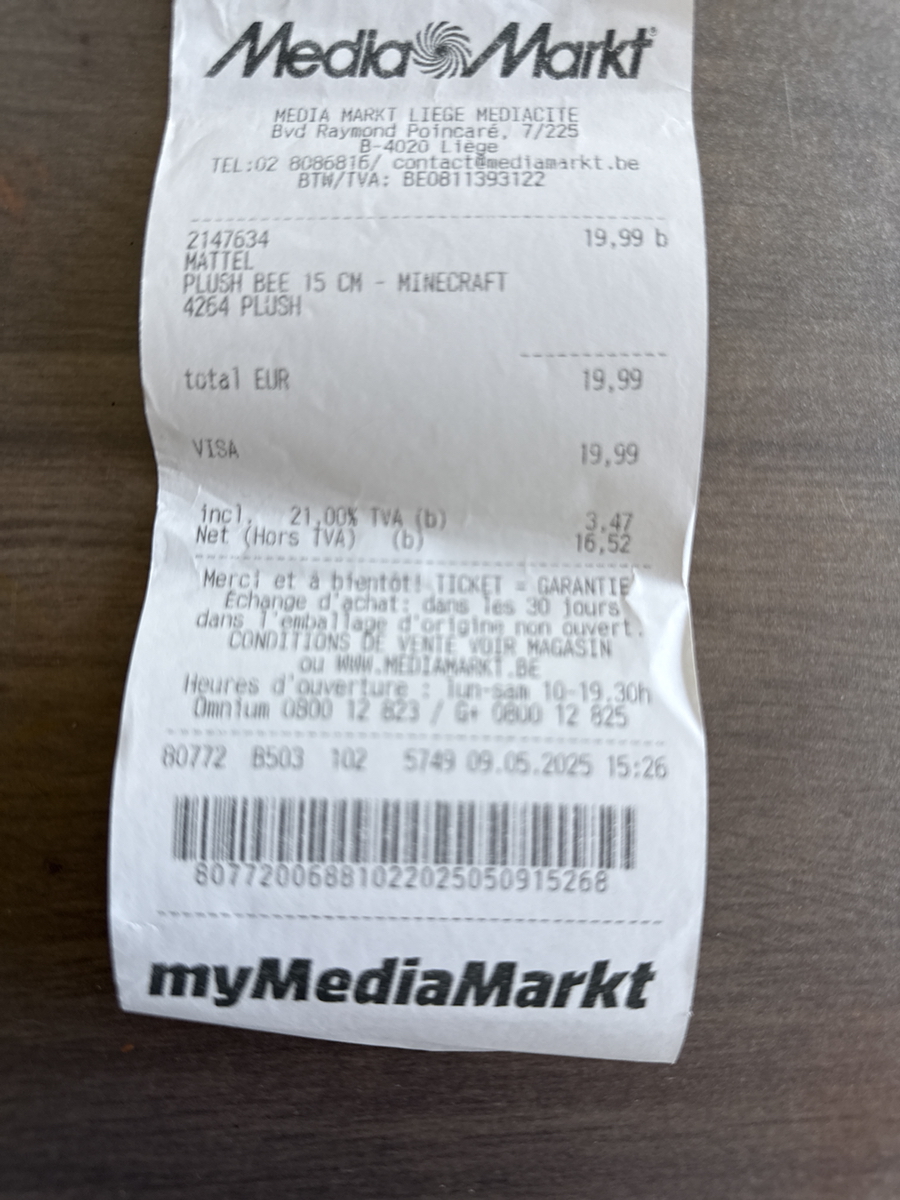 Media Markt®
MEDIA MARKT LIEGE MEDIACITE
Bvd Raymond Poincaré, 7/225
B-4020 Liège
TEL:02 8086816/ contact@mediamarkt.be
BTW/TVA: BE0811393122
2147634 19,99 b
MATTEL
PLUSH BEE 15 CM - MINECRAFT
4264 PLUSH
total EUR 19,99
VISA 19,99
incl. 21,00% TVA (b) 3,47
Net (Hors TVA) (b) 16,52
Merci et à bientôt! TICKET = GARANTIE
Échange d'achat: dans les 30 jours
dans l'emballage d'origine non ouvert.
CONDITIONS DE VENTE VOIR MAGASIN
ou WWW.MEDIAMARKT.BE
Heures d'ouverture : lun-sam 10-19.30h
Omnium 0800 12 823 / G+ 0800 12 825
80772 B503 102 5749 09.05.2025 15:26
80772006881022025050915268
myMediaMarkt